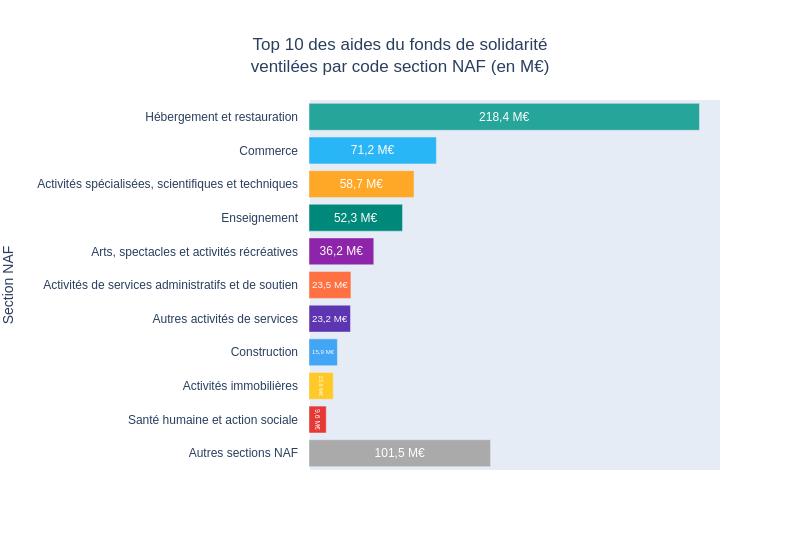 Top 10 des aides du fonds de solidarité
ventilées par code section NAF (en M€)
Section NAF
Hébergement et restauration 218,4 M€
Commerce 71,2 M€
Activités spécialisées, scientifiques et techniques 58,7 M€
Enseignement 52,3 M€
Arts, spectacles et activités récréatives 36,2 M€
Activités de services administratifs et de soutien 23,5 M€
Autres activités de services 23,2 M€
Construction 15,9 M€
Activités immobilières
Santé humaine et action sociale 9,6 M€
Autres sections NAF 101,5 M€